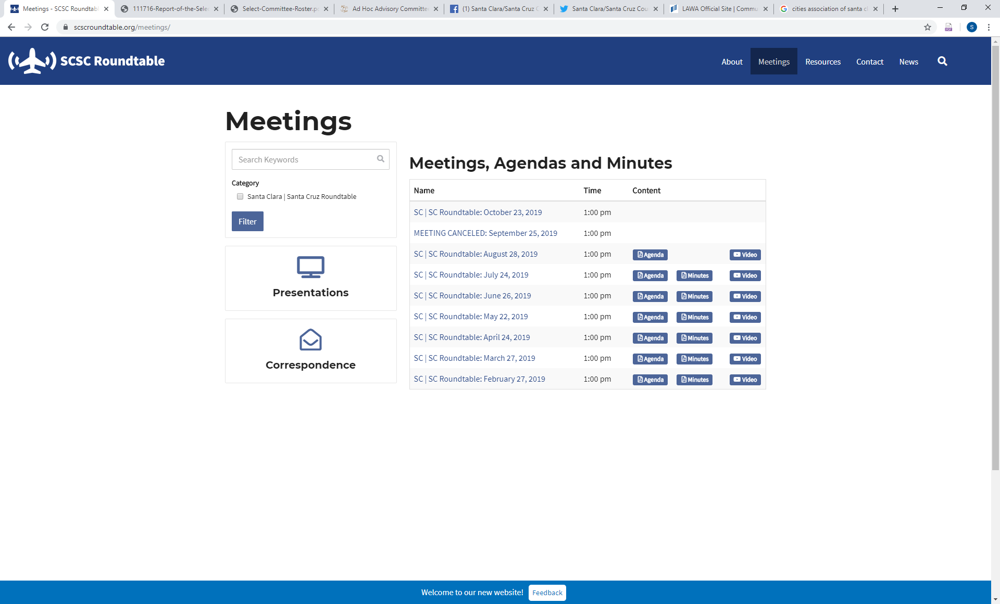 Meetings - SCSC Roundtabl
111716-Report-of-the-Sele
Select-Committee-Roster.p
Ad Hoc Advisory Committe
(1) Santa Clara/Santa Cruz C
Santa Clara/Santa Cruz Cou
LAWA Official Site | Commu
cities association of santa cl
scscroundtable.org/meetings/
PDF
S
SCSC Roundtable
About
Meetings
Resources
Contact
News
Meetings
Search Keywords
Category
Santa Clara | Santa Cruz Roundtable
Filter
Presentations
Correspondence
Meetings, Agendas and Minutes
Name Time Content
SC | SC Roundtable: October 23, 2019 1:00 pm
MEETING CANCELED: September 25, 2019 1:00 pm
SC | SC Roundtable: August 28, 2019 1:00 pm Agenda Video
SC | SC Roundtable: July 24, 2019 1:00 pm Agenda Minutes Video
SC | SC Roundtable: June 26, 2019 1:00 pm Agenda Minutes Video
SC | SC Roundtable: May 22, 2019 1:00 pm Agenda Minutes Video
SC | SC Roundtable: April 24, 2019 1:00 pm Agenda Minutes Video
SC | SC Roundtable: March 27, 2019 1:00 pm Agenda Minutes Video
SC | SC Roundtable: February 27, 2019 1:00 pm Agenda Minutes Video
Welcome to our new website! Feedback